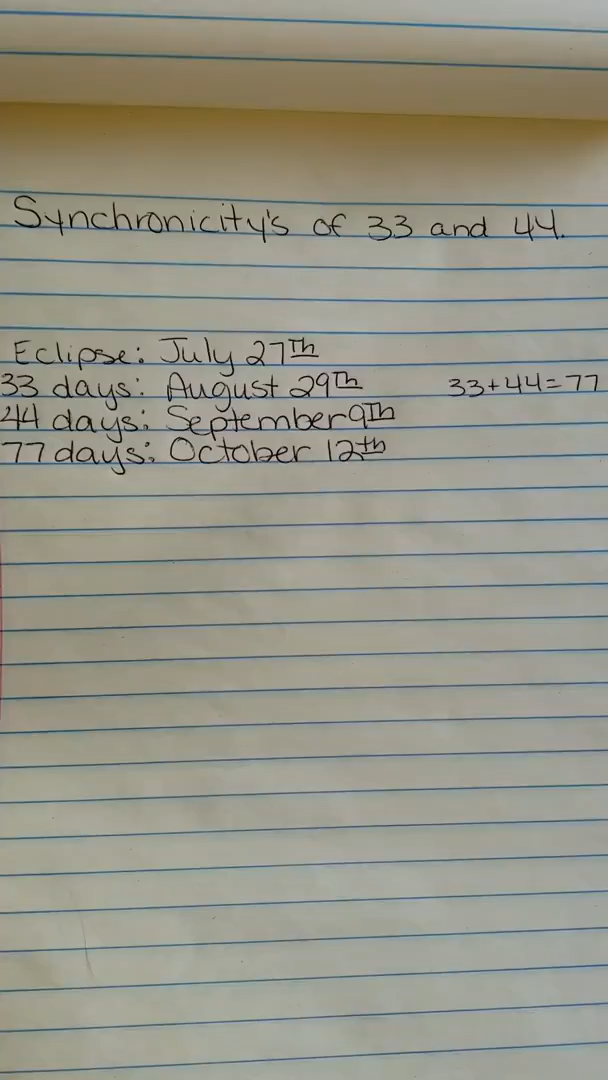 Synchronicity's of 33 and 44.
Eclipse: July 27Th
33 days: August 29Th 33+44=77
44 days: September 9Th
77 days: October 12th